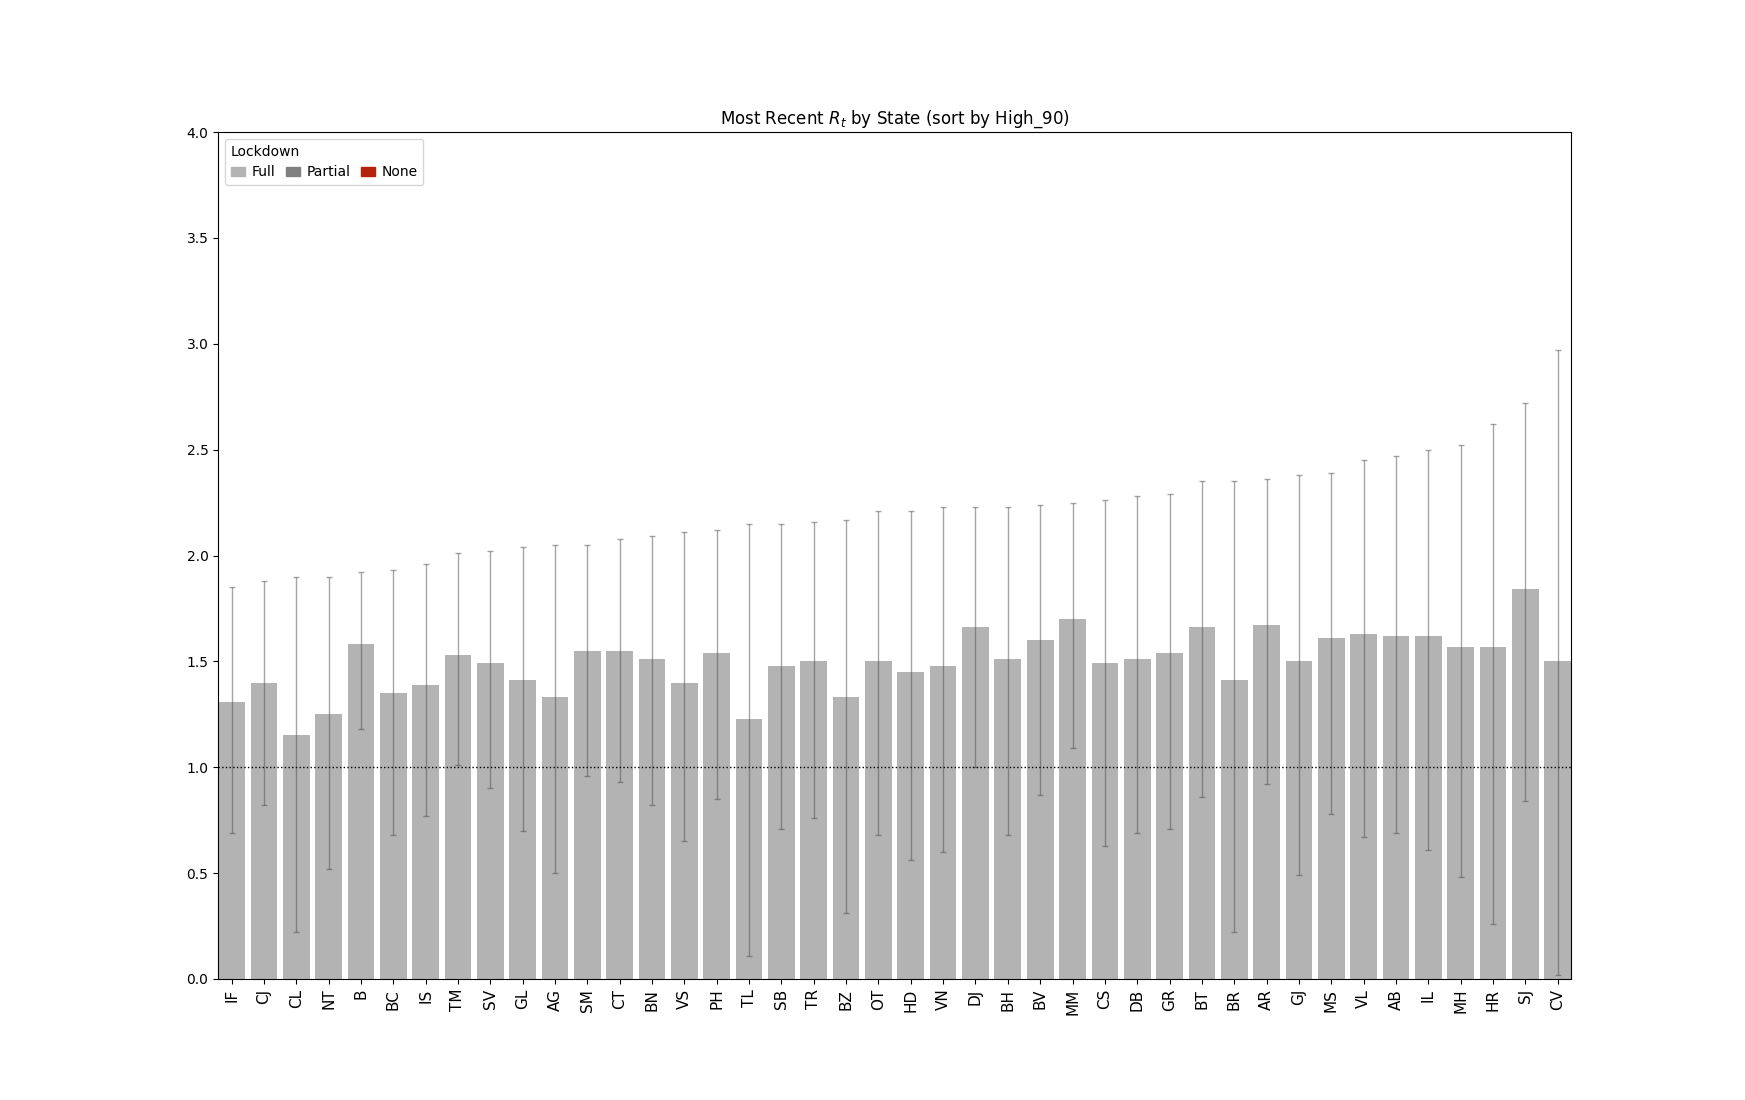 Most Recent R_t by State (sort by High_90)
Lockdown
Full Partial None
4.0
3.5
3.0
2.5
2.0
1.5
1.0
0.5
0.0
IF CJ CL NT B BC IS TM SV GL AG SM CT BN VS PH TL SB TR BZ OT HD VN DJ BH BV MM CS DB GR BT BR AR GJ MS VL AB IL MH HR SJ CV